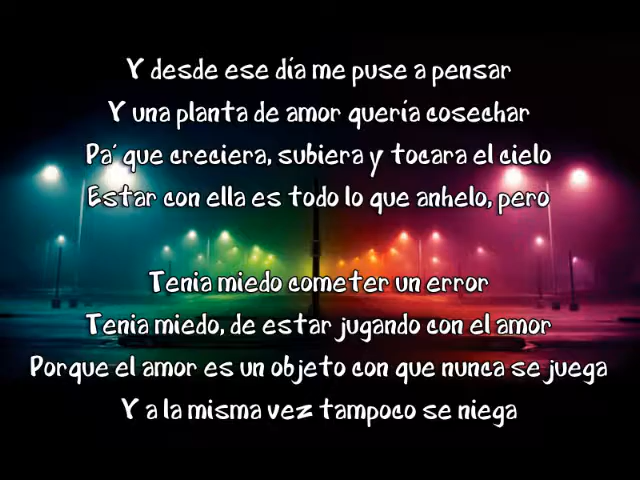 Y desde ese día me puse a pensar
Y una planta de amor quería cosechar
Pa' que creciera, subiera y tocara el cielo
Estar con ella es todo lo que anhelo, pero
Tenia miedo cometer un error
Tenia miedo, de estar jugando con el amor
Porque el amor es un objeto con que nunca se juega
Y a la misma vez tampoco se niega